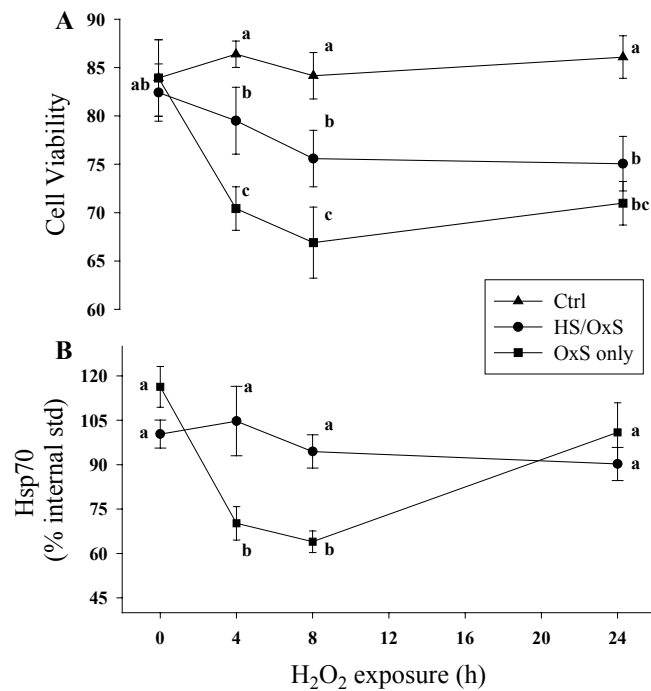 A
90
85
80
75
70
65
60
Cell Viability
ab
a
a
a
b
b
b
c
c
bc
Ctrl
HS/OxS
OxS only
B
120
105
90
75
60
45
Hsp70
(% internal std)
a
a
a
a
a
a
b
b
0 4 8 12 16 20 24
H₂O₂ exposure (h)